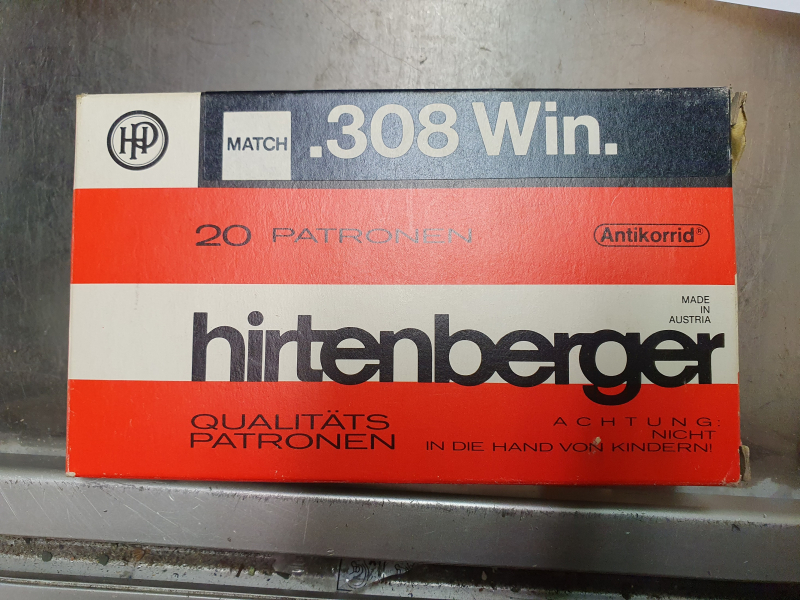 HP
MATCH .308 Win.
20 PATRONEN
Antikorrid®
MADE
IN
AUSTRIA
hirtenberger
QUALITÄTS
PATRONEN
ACHTUNG:
NICHT
IN DIE HAND VON KINDERN!